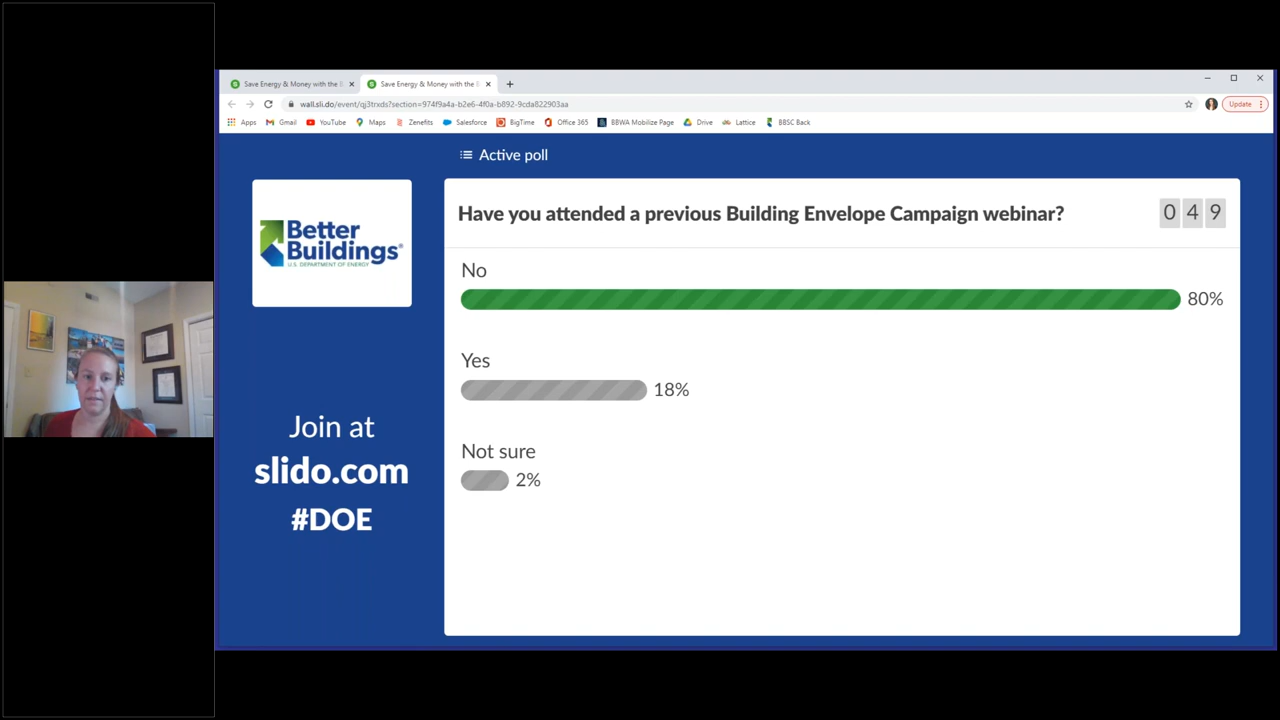 Save Energy & Money with the B
Save Energy & Money with the B
wall.sli.do/event/qj3trxds?section=974f9a4a-b2e6-4f0a-b892-9cda822903aa
Update
Apps Gmail YouTube Maps Zenefits Salesforce BigTime Office 365 BBWA Mobilize Page Drive Lattice BBSC Back
Active poll
Better
Buildings®
U.S. DEPARTMENT OF ENERGY
Join at
slido.com
#DOE
Have you attended a previous Building Envelope Campaign webinar?
0 4 9
No
80%
Yes
18%
Not sure
2%